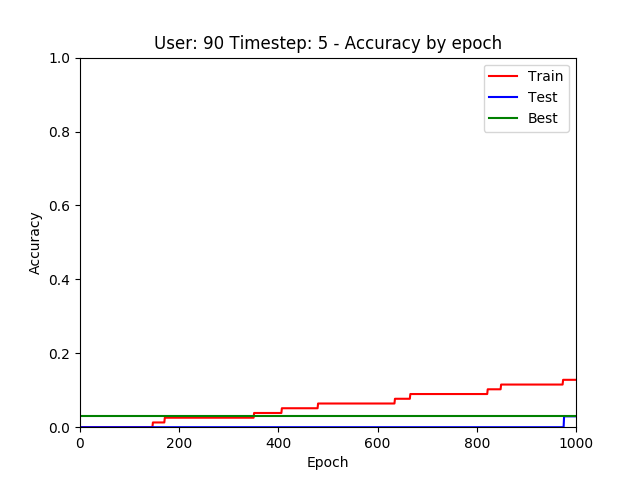 User: 90 Timestep: 5 - Accuracy by epoch
Train
Test
Best
Accuracy
1.0
0.8
0.6
0.4
0.2
0.0
0 200 400 600 800 1000
Epoch